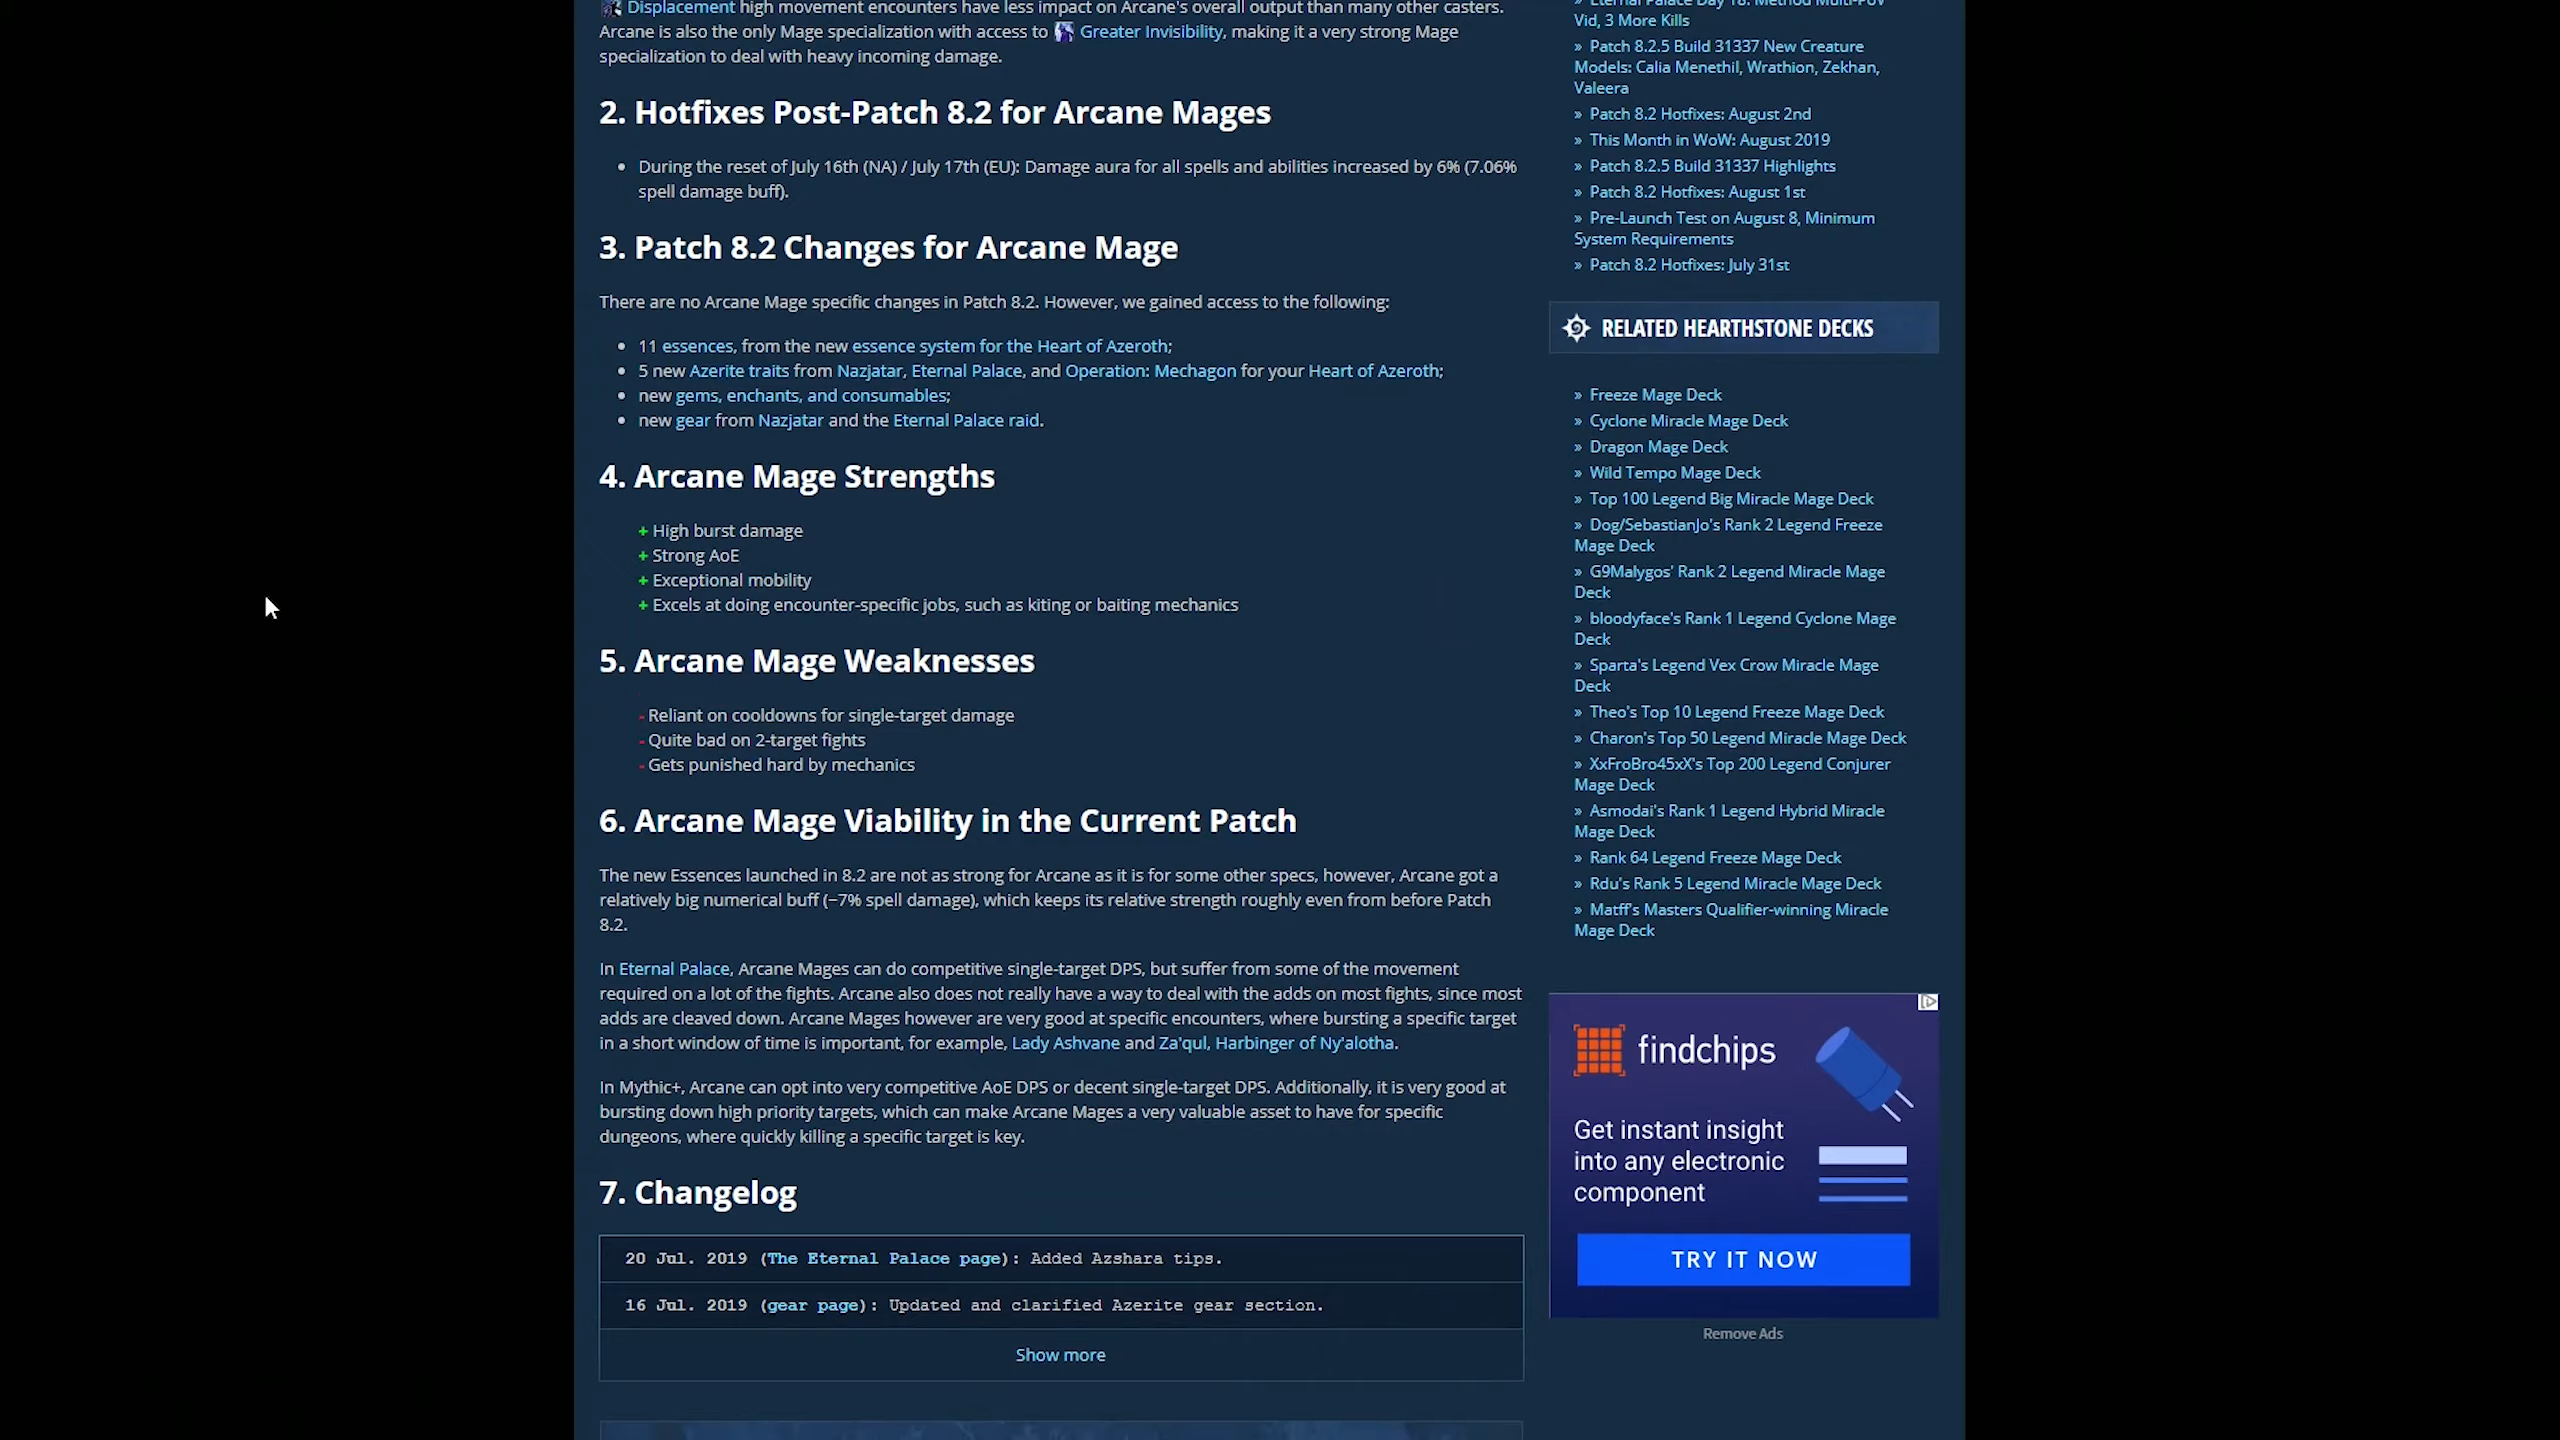 Displacement high movement encounters have less impact on Arcane's overall output than many other casters.
Arcane is also the only Mage specialization with access to Greater Invisibility, making it a very strong Mage
specialization to deal with heavy incoming damage.
2. Hotfixes Post-Patch 8.2 for Arcane Mages
• During the reset of July 16th (NA) / July 17th (EU): Damage aura for all spells and abilities increased by 6% (7.06%
spell damage buff).
3. Patch 8.2 Changes for Arcane Mage
There are no Arcane Mage specific changes in Patch 8.2. However, we gained access to the following:
• 11 essences, from the new essence system for the Heart of Azeroth;
• 5 new Azerite traits from Nazjatar, Eternal Palace, and Operation: Mechagon for your Heart of Azeroth;
• new gems, enchants, and consumables;
• new gear from Nazjatar and the Eternal Palace raid.
4. Arcane Mage Strengths
+ High burst damage
+ Strong AoE
+ Exceptional mobility
+ Excels at doing encounter-specific jobs, such as kiting or baiting mechanics
5. Arcane Mage Weaknesses
- Reliant on cooldowns for single-target damage
- Quite bad on 2-target fights
- Gets punished hard by mechanics
6. Arcane Mage Viability in the Current Patch
The new Essences launched in 8.2 are not as strong for Arcane as it is for some other specs, however, Arcane got a
relatively big numerical buff (~7% spell damage), which keeps its relative strength roughly even from before Patch
8.2.
In Eternal Palace, Arcane Mages can do competitive single-target DPS, but suffer from some of the movement
required on a lot of the fights. Arcane also does not really have a way to deal with the adds on most fights, since most
adds are cleaved down. Arcane Mages however are very good at specific encounters, where bursting a specific target
in a short window of time is important, for example, Lady Ashvane and Za'qul, Harbinger of Ny'alotha.
In Mythic+, Arcane can opt into very competitive AoE DPS or decent single-target DPS. Additionally, it is very good at
bursting down high priority targets, which can make Arcane Mages a very valuable asset to have for specific
dungeons, where quickly killing a specific target is key.
7. Changelog
20 Jul. 2019 (The Eternal Palace page): Added Azshara tips.
16 Jul. 2019 (gear page): Updated and clarified Azerite gear section.
Show more
» Eternal Palace Day 18: Method Multi-PoV
Vid, 3 More Kills
» Patch 8.2.5 Build 31337 New Creature
Models: Calia Menethil, Wrathion, Zekhan,
Valeera
» Patch 8.2 Hotfixes: August 2nd
» This Month in WoW: August 2019
» Patch 8.2.5 Build 31337 Highlights
» Patch 8.2 Hotfixes: August 1st
» Pre-Launch Test on August 8, Minimum
System Requirements
» Patch 8.2 Hotfixes: July 31st
RELATED HEARTHSTONE DECKS
» Freeze Mage Deck
» Cyclone Miracle Mage Deck
» Dragon Mage Deck
» Wild Tempo Mage Deck
» Top 100 Legend Big Miracle Mage Deck
» Dog/SebastianJo's Rank 2 Legend Freeze
Mage Deck
» G9Malygos' Rank 2 Legend Miracle Mage
Deck
» bloodyface's Rank 1 Legend Cyclone Mage
Deck
» Sparta's Legend Vex Crow Miracle Mage
Deck
» Theo's Top 10 Legend Freeze Mage Deck
» Charon's Top 50 Legend Miracle Mage Deck
» XxFroBro45xX's Top 200 Legend Conjurer
Mage Deck
» Asmodai's Rank 1 Legend Hybrid Miracle
Mage Deck
» Rank 64 Legend Freeze Mage Deck
» Rdu's Rank 5 Legend Miracle Mage Deck
» Matff's Masters Qualifier-winning Miracle
Mage Deck
findchips
Get instant insight
into any electronic
component
TRY IT NOW
Remove Ads